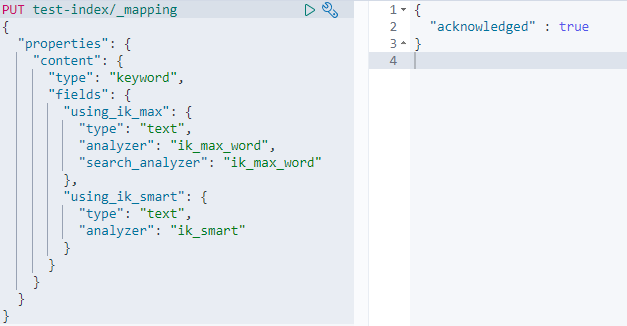 PUT test-index/_mapping
{
  "properties": {
    "content": {
      "type": "keyword",
      "fields": {
        "using_ik_max": {
          "type": "text",
          "analyzer": "ik_max_word",
          "search_analyzer": "ik_max_word"
        },
        "using_ik_smart": {
          "type": "text",
          "analyzer": "ik_smart"
        }
      }
    }
  }
}
1 {
2   "acknowledged" : true
3 }
4